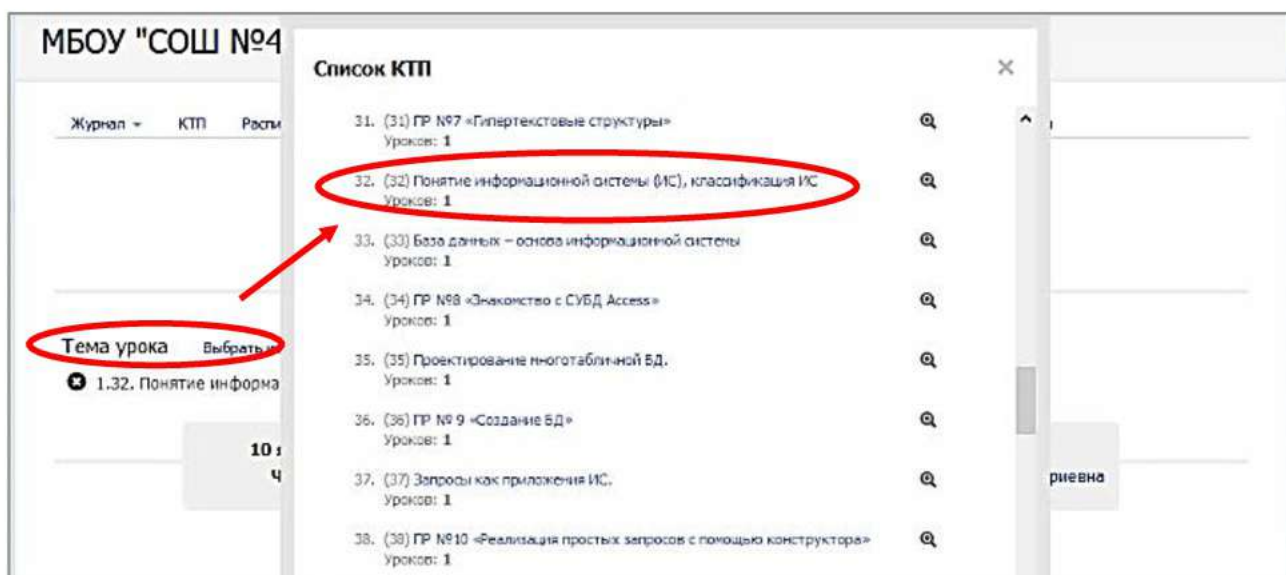 МБОУ "СОШ №4
Список КТП
Журнал КТП
31. (31) ПР №7 «Гипертекстовые структуры»
Уроков: 1
32. (32) Понятие информационной системы (ИС), классификация ИС
Уроков: 1
33. (33) База данных – основа информационной системы
Уроков: 1
34. (34) ПР №8 «Знакомство с СУБД Access»
Уроков: 1
Тема урока Выбрать
35. (35) Проектирование многотабличной БД.
Уроков: 1
1.32. Понятие информа
36. (36) ПР № 9 «Создание БД»
Уроков: 1
10 я
Ч
37. (37) Запросы как приложения ИС.
Уроков: 1
риевна
38. (38) ПР №10 «Реализация простых запросов с помощью конструктора»
Уроков: 1